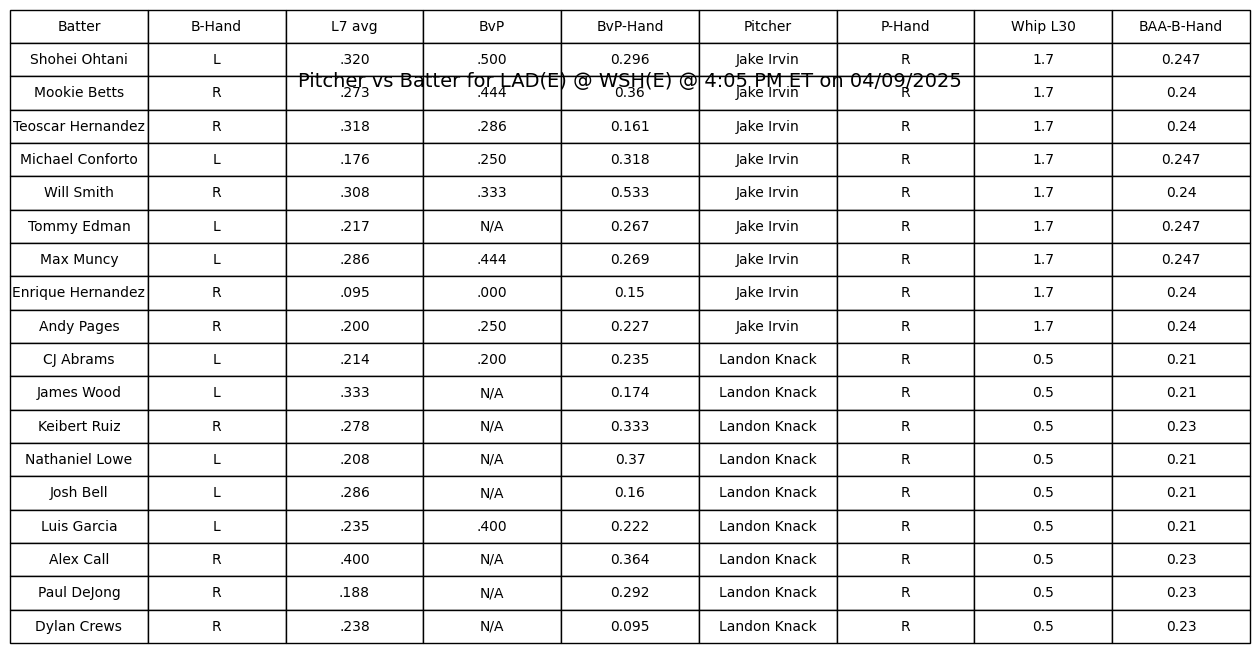 Batter B-Hand L7 avg BvP BvP-Hand Pitcher P-Hand Whip L30 BAA-B-Hand
Shohei Ohtani L .320 .500 0.296 Jake Irvin R 1.7 0.247
Pitcher vs Batter for LAD(E) @ WSH(E) @ 4:05 PM ET on 04/09/2025
Mookie Betts R .273 .444 0.36 Jake Irvin R 1.7 0.24
Teoscar Hernandez R .318 .286 0.161 Jake Irvin R 1.7 0.24
Michael Conforto L .176 .250 0.318 Jake Irvin R 1.7 0.247
Will Smith R .308 .333 0.533 Jake Irvin R 1.7 0.24
Tommy Edman L .217 N/A 0.267 Jake Irvin R 1.7 0.247
Max Muncy L .286 .444 0.269 Jake Irvin R 1.7 0.247
Enrique Hernandez R .095 .000 0.15 Jake Irvin R 1.7 0.24
Andy Pages R .200 .250 0.227 Jake Irvin R 1.7 0.24
CJ Abrams L .214 .200 0.235 Landon Knack R 0.5 0.21
James Wood L .333 N/A 0.174 Landon Knack R 0.5 0.21
Keibert Ruiz R .278 N/A 0.333 Landon Knack R 0.5 0.23
Nathaniel Lowe L .208 N/A 0.37 Landon Knack R 0.5 0.21
Josh Bell L .286 N/A 0.16 Landon Knack R 0.5 0.21
Luis Garcia L .235 .400 0.222 Landon Knack R 0.5 0.21
Alex Call R .400 N/A 0.364 Landon Knack R 0.5 0.23
Paul DeJong R .188 N/A 0.292 Landon Knack R 0.5 0.23
Dylan Crews R .238 N/A 0.095 Landon Knack R 0.5 0.23